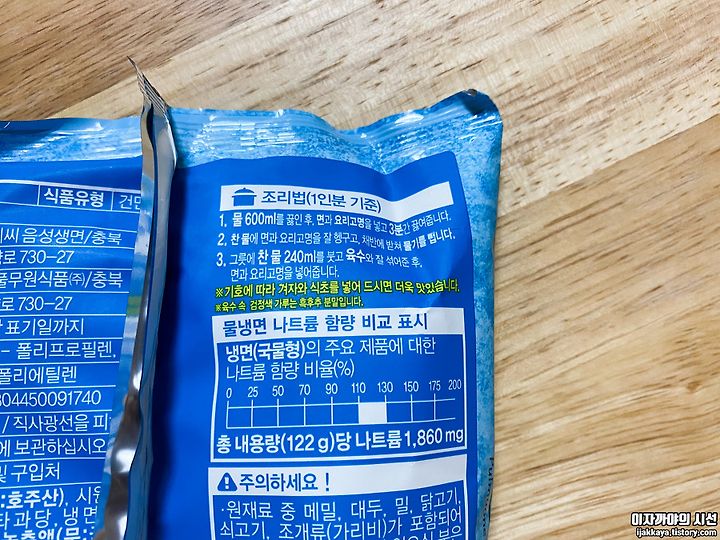 식품유형 건면
씨 음성생면/충북
로 730-27
풀무원식품㈜/충북
로 730-27
표기일까지
- 폴리프로필렌,
폴리에틸렌
304450091740
/ 직사광선을 피
에 보관하십시오
및 구입처
:호주산), 시원
타과당, 냉면
조리법(1인분 기준)
1. 물 600ml를 끓인 후, 면과 요리고명을 넣고 3분간 끓여줍니다.
2. 찬 물에 면과 요리고명을 잘 헹구고, 채반에 받쳐 물기를 뺍니다.
3. 그릇에 찬 물 240ml를 붓고 육수와 잘 섞어준 후,
면과 요리고명을 넣어준다.
※기호에 따라 겨자와 식초를 넣어 드시면 더욱 맛있습니다.
※육수 속 검정색 가루는 흑후추 분말입니다.
물냉면 나트륨 함량 비교 표시
냉면(국물형)의 주요 제품에 대한
나트륨 함량 비율(%)
0 25 50 70 90 110 130 150 175 200
총 내용량(122 g)당 나트륨 1,860 mg
주의하세요!
·원재료 중 메밀, 대두, 밀, 닭고기,
쇠고기, 조개류(가리비)가 포함되어
이자까야의 시선
ijakkaya.tistory.com